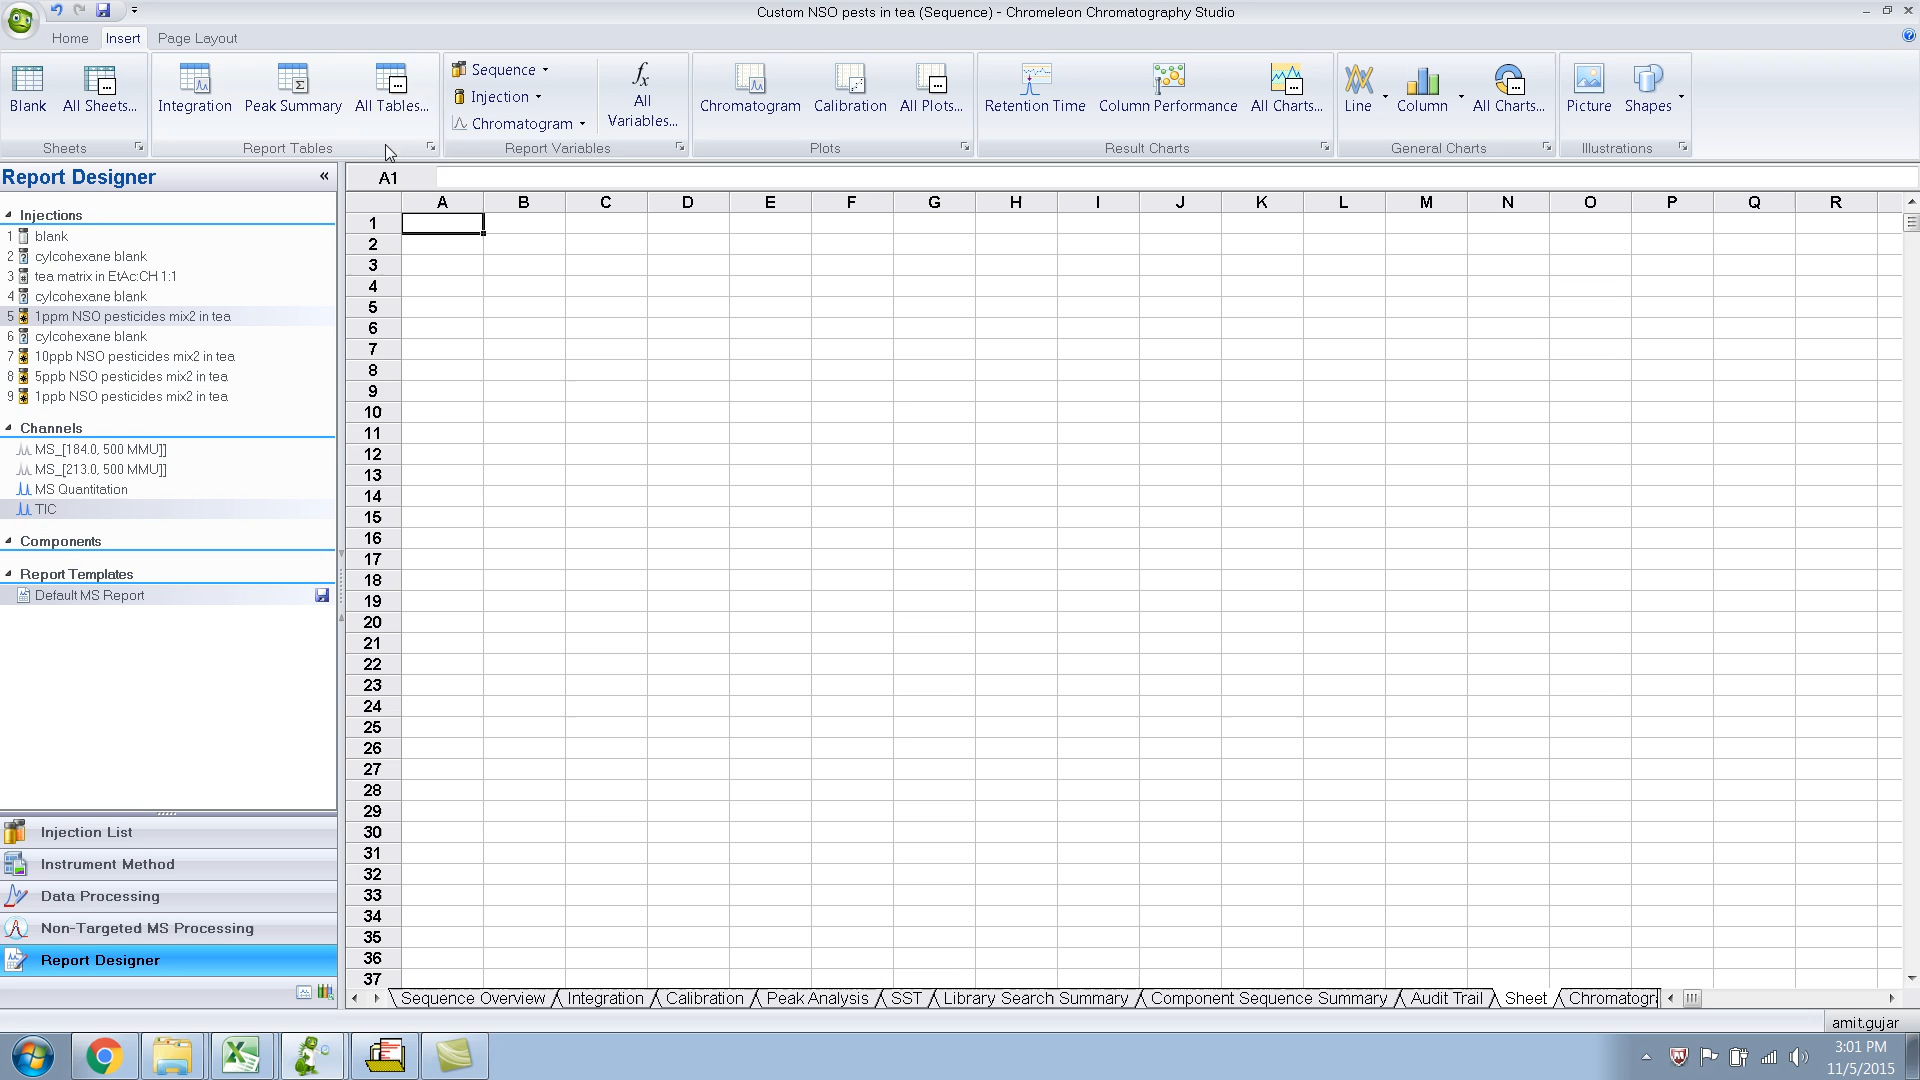 Custom NSO pests in tea (Sequence) - Chromeleon Chromatography Studio
Home Insert Page Layout
Blank All Sheets...
Integration Peak Summary All Tables...
Sequence
Injection
Chromatogram
fx
All
Variables...
Chromatogram Calibration All Plots...
Retention Time Column Performance All Charts...
Line Column All Charts...
Picture Shapes
Sheets Report Tables Report Variables Plots Result Charts General Charts Illustrations
Report Designer «
Injections
1 blank
2 cylcohexane blank
3 tea matrix in EtAc:CH 1:1
4 cylcohexane blank
5 1ppm NSO pesticides mix2 in tea
6 cylcohexane blank
7 10ppb NSO pesticides mix2 in tea
8 5ppb NSO pesticides mix2 in tea
9 1ppb NSO pesticides mix2 in tea
Channels
MS_[184.0, 500 MMU]]
MS_[213.0, 500 MMU]]
MS Quantitation
TIC
Components
Report Templates
Default MS Report
Injection List
Instrument Method
Data Processing
Non-Targeted MS Processing
Report Designer
A1
A B C D E F G H I J K L M N O P Q R
1
2
3
4
5
6
7
8
9
10
11
12
13
14
15
16
17
18
19
20
21
22
23
24
25
26
27
28
29
30
31
32
33
34
35
36
37
Sequence Overview Integration Calibration Peak Analysis SST Library Search Summary Component Sequence Summary Audit Trail Sheet Chromatogr
amit.gujar
3:01 PM
11/5/2015